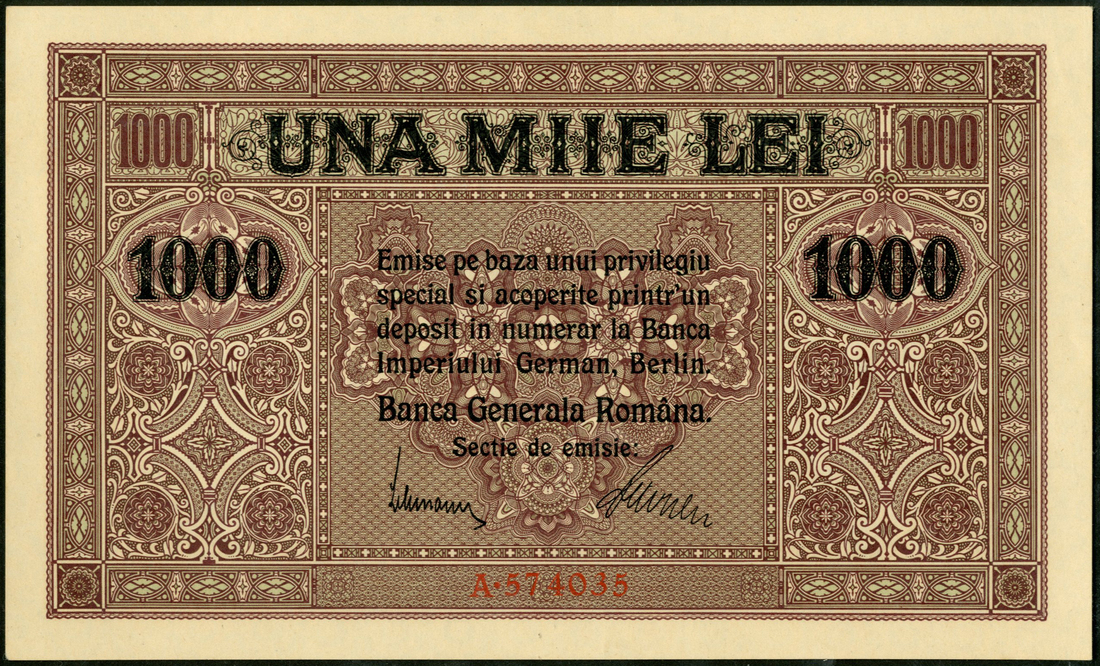 1000 UNA MIIE LEI 1000
1000 1000
Emise pe baza unui privilegiu
special si acoperite printr'un
deposit in numerar la Banca
Imperiului German, Berlin.
Banca Generala Româna.
Sectie de emisie:
A•574035